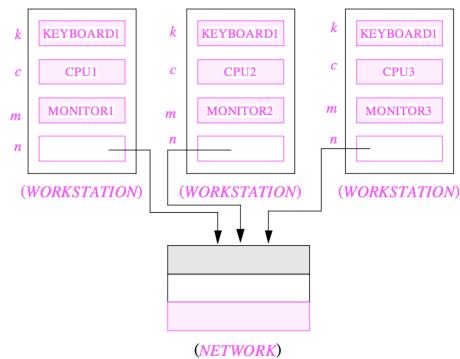 k KEYBOARD1 k KEYBOARD1 k KEYBOARD1
c CPU1 c CPU2 c CPU3
m MONITOR1 m MONITOR2 m MONITOR3
n n n
(WORKSTATION) (WORKSTATION) (WORKSTATION)
(NETWORK)